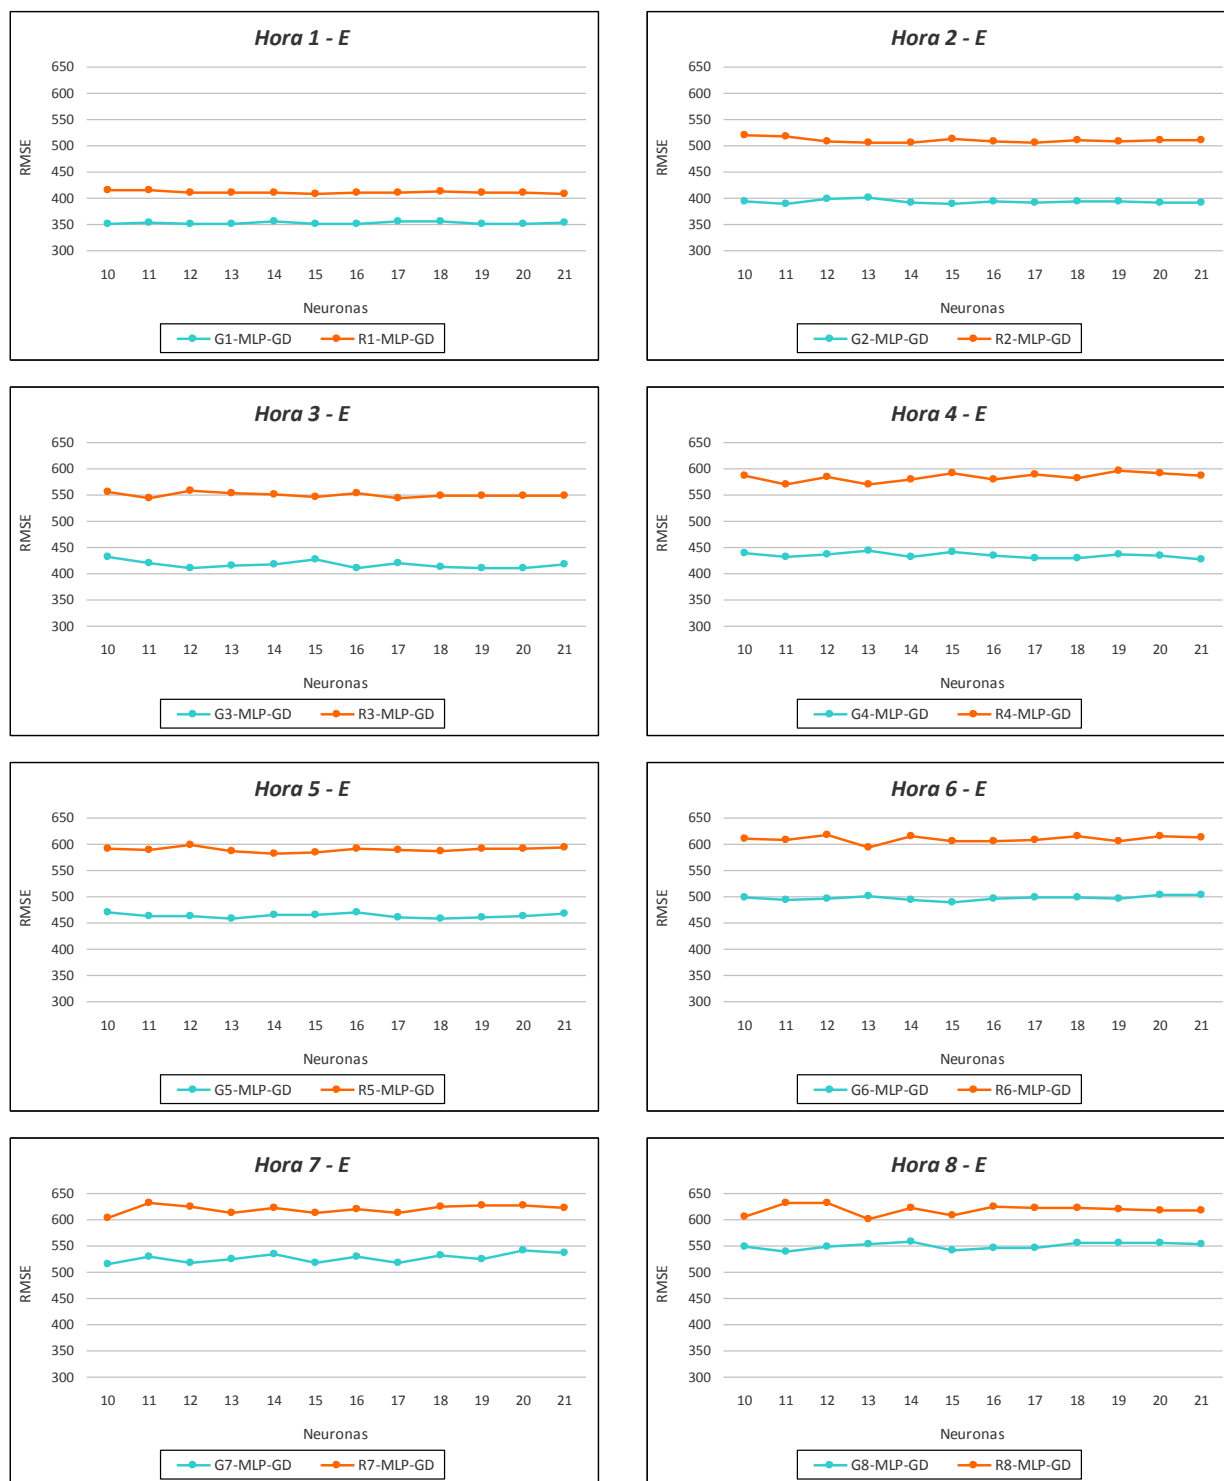 Hora 1 - E
650
600
550
500
450
400
350
300
RMSE
10 11 12 13 14 15 16 17 18 19 20 21
Neuronas
G1-MLP-GD R1-MLP-GD
Hora 2 - E
650
600
550
500
450
400
350
300
RMSE
10 11 12 13 14 15 16 17 18 19 20 21
Neuronas
G2-MLP-GD R2-MLP-GD
Hora 3 - E
650
600
550
500
450
400
350
300
RMSE
10 11 12 13 14 15 16 17 18 19 20 21
Neuronas
G3-MLP-GD R3-MLP-GD
Hora 4 - E
650
600
550
500
450
400
350
300
RMSE
10 11 12 13 14 15 16 17 18 19 20 21
Neuronas
G4-MLP-GD R4-MLP-GD
Hora 5 - E
650
600
550
500
450
400
350
300
RMSE
10 11 12 13 14 15 16 17 18 19 20 21
Neuronas
G5-MLP-GD R5-MLP-GD
Hora 6 - E
650
600
550
500
450
400
350
300
RMSE
10 11 12 13 14 15 16 17 18 19 20 21
Neuronas
G6-MLP-GD R6-MLP-GD
Hora 7 - E
650
600
550
500
450
400
350
300
RMSE
10 11 12 13 14 15 16 17 18 19 20 21
Neuronas
G7-MLP-GD R7-MLP-GD
Hora 8 - E
650
600
550
500
450
400
350
300
RMSE
10 11 12 13 14 15 16 17 18 19 20 21
Neuronas
G8-MLP-GD R8-MLP-GD